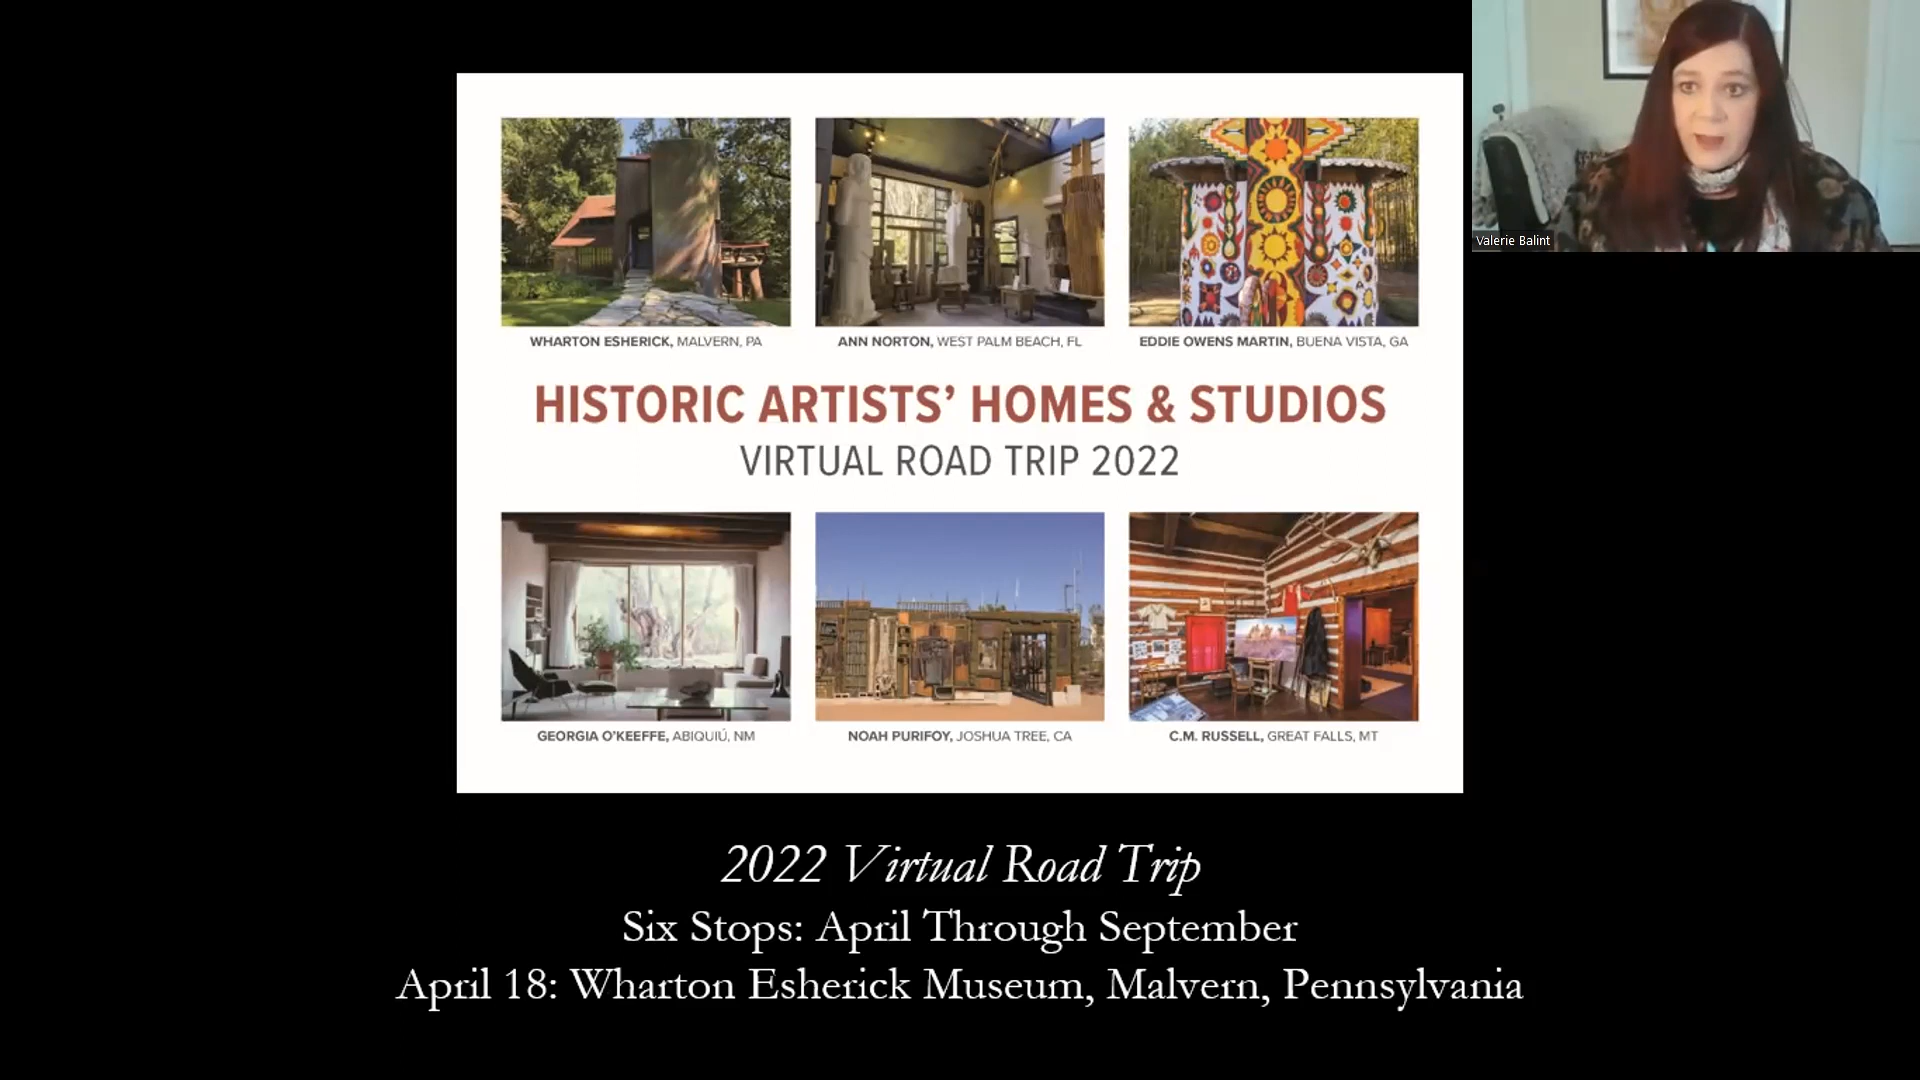 Valerie Balint
WHARTON ESHERICK, MALVERN, PA
ANN NORTON, WEST PALM BEACH, FL
EDDIE OWENS MARTIN, BUENA VISTA, GA
HISTORIC ARTISTS’ HOMES & STUDIOS
VIRTUAL ROAD TRIP 2022
GEORGIA O’KEEFFE, ABIQUIÚ, NM
NOAH PURIFOY, JOSHUA TREE, CA
C.M. RUSSELL, GREAT FALLS, MT
2022 Virtual Road Trip
Six Stops: April Through September
April 18: Wharton Esherick Museum, Malvern, Pennsylvania